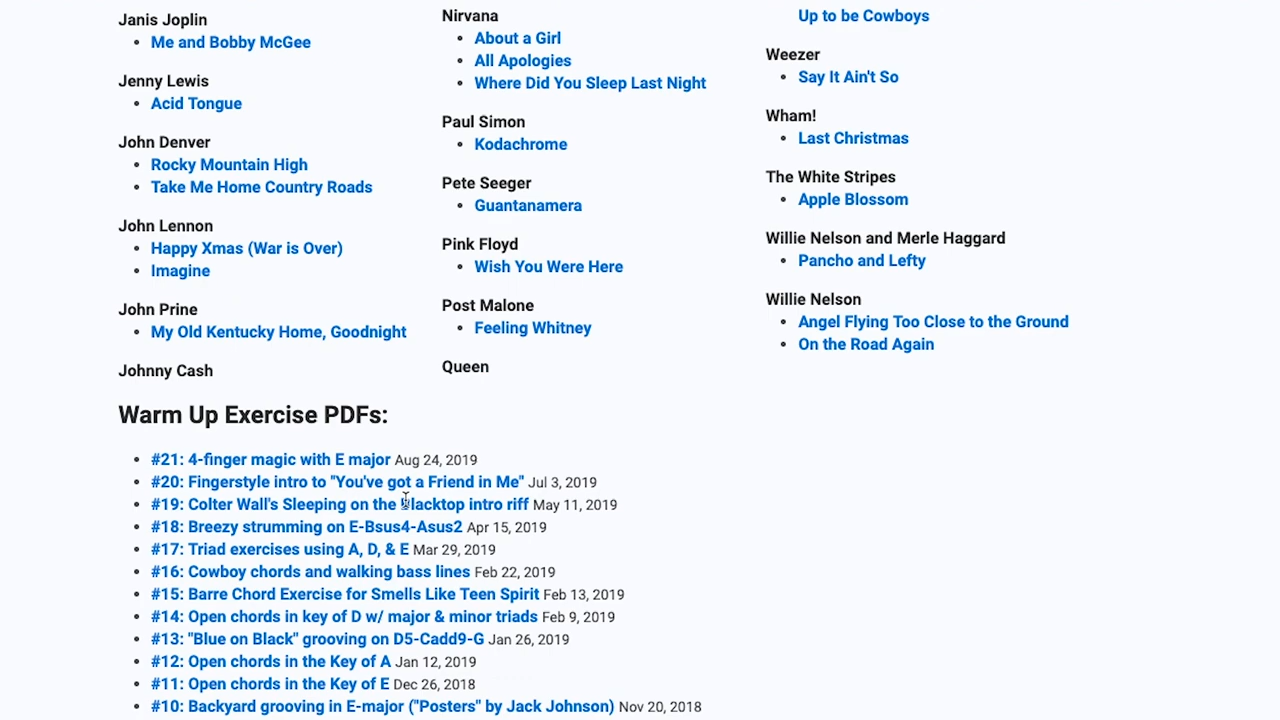 Janis Joplin
Me and Bobby McGee
Jenny Lewis
Acid Tongue
John Denver
Rocky Mountain High
Take Me Home Country Roads
John Lennon
Happy Xmas (War is Over)
Imagine
John Prine
My Old Kentucky Home, Goodnight
Johnny Cash
Nirvana
About a Girl
All Apologies
Where Did You Sleep Last Night
Paul Simon
Kodachrome
Pete Seeger
Guantanamera
Pink Floyd
Wish You Were Here
Post Malone
Feeling Whitney
Queen
Up to be Cowboys
Weezer
Say It Ain't So
Wham!
Last Christmas
The White Stripes
Apple Blossom
Willie Nelson and Merle Haggard
Pancho and Lefty
Willie Nelson
Angel Flying Too Close to the Ground
On the Road Again
Warm Up Exercise PDFs:
#21: 4-finger magic with E major Aug 24, 2019
#20: Fingerstyle intro to "You've got a Friend in Me" Jul 3, 2019
#19: Colter Wall's Sleeping on the Blacktop intro riff May 11, 2019
#18: Breezy strumming on E-Bsus4-Asus2 Apr 15, 2019
#17: Triad exercises using A, D, & E Mar 29, 2019
#16: Cowboy chords and walking bass lines Feb 22, 2019
#15: Barre Chord Exercise for Smells Like Teen Spirit Feb 13, 2019
#14: Open chords in key of D w/ major & minor triads Feb 9, 2019
#13: "Blue on Black" grooving on D5-Cadd9-G Jan 26, 2019
#12: Open chords in the Key of A Jan 12, 2019
#11: Open chords in the Key of E Dec 26, 2018
#10: Backyard grooving in E-major ("Posters" by Jack Johnson) Nov 20, 2018